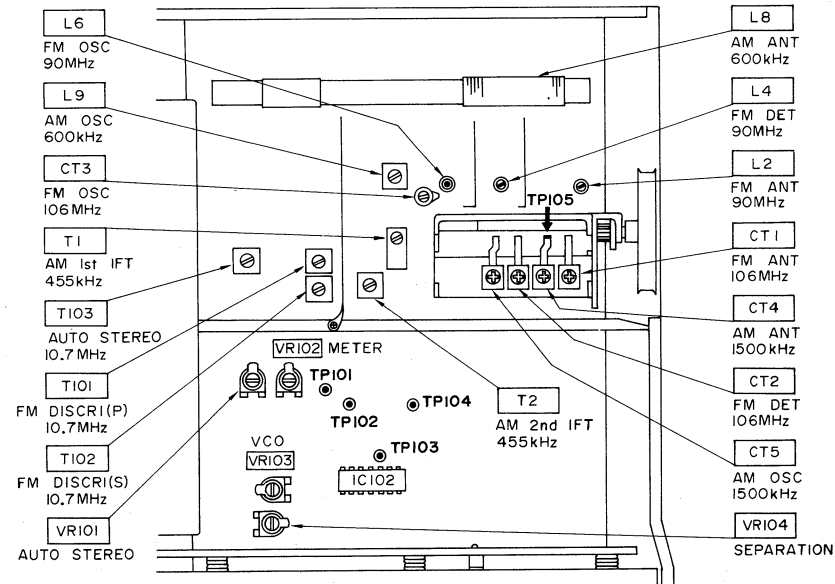 L6
FM OSC
90MHz
L9
AM OSC
600kHz
CT3
FM OSC
106MHz
T1
AM 1st IFT
455kHz
T103
AUTO STEREO
10.7MHz
T101
FM DISCRI(P)
10.7MHz
T102
FM DISCRI(S)
10.7MHz
VR101
AUTO STEREO
TP105
VR102 METER
TP101
TP102
TP104
TP103
VCO
VR103
IC102
T2
AM 2nd IFT
455kHz
L8
AM ANT
600kHz
L4
FM DET
90MHz
L2
FM ANT
90MHz
CT1
FM ANT
106MHz
CT4
AM ANT
1500kHz
CT2
FM DET
106MHz
CT5
AM OSC
1500kHz
VR104
SEPARATION